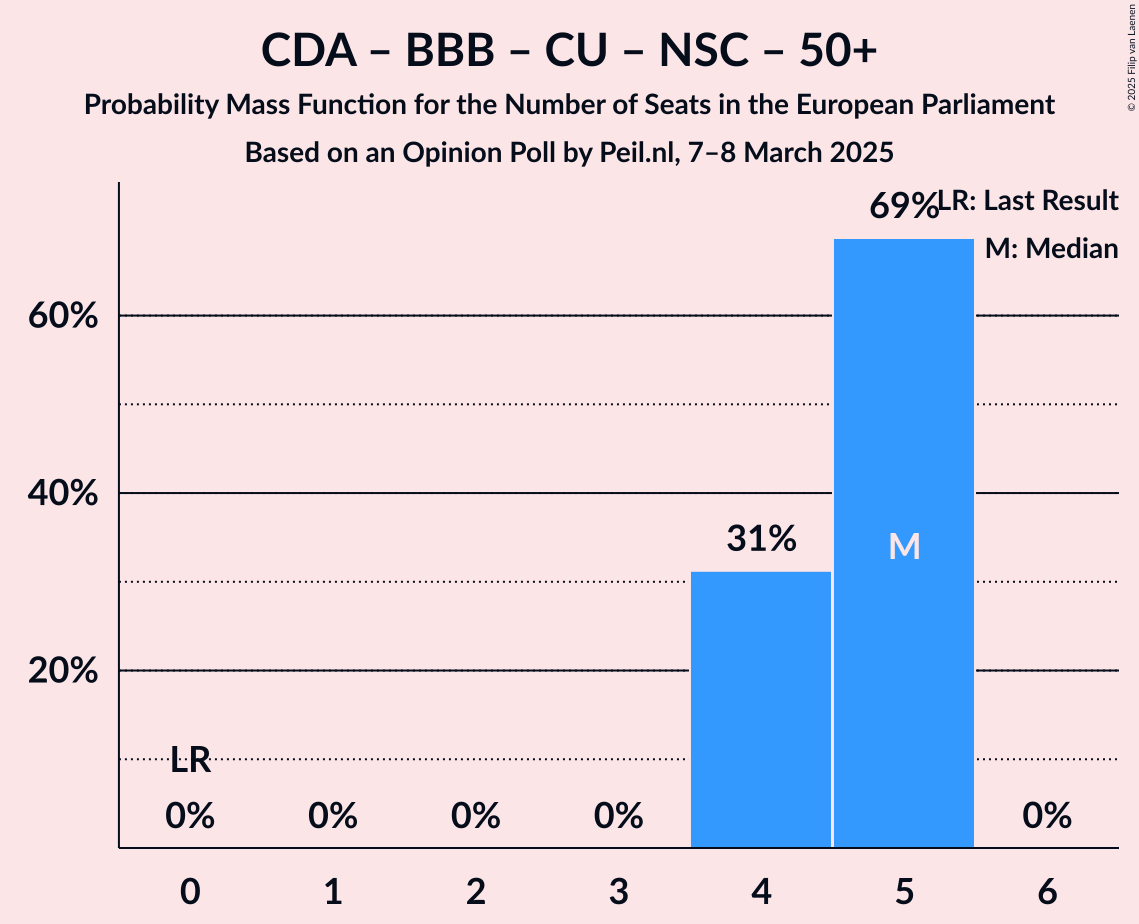 CDA – BBB – CU – NSC – 50+
Probability Mass Function for the Number of Seats in the European Parliament
Based on an Opinion Poll by Peil.nl, 7–8 March 2025
© 2025 Filip van Laenen
LR: Last Result
M: Median
69%
60%
40%
31%
M
20%
LR
0% 0% 0% 0% 0%
0 1 2 3 4 5 6